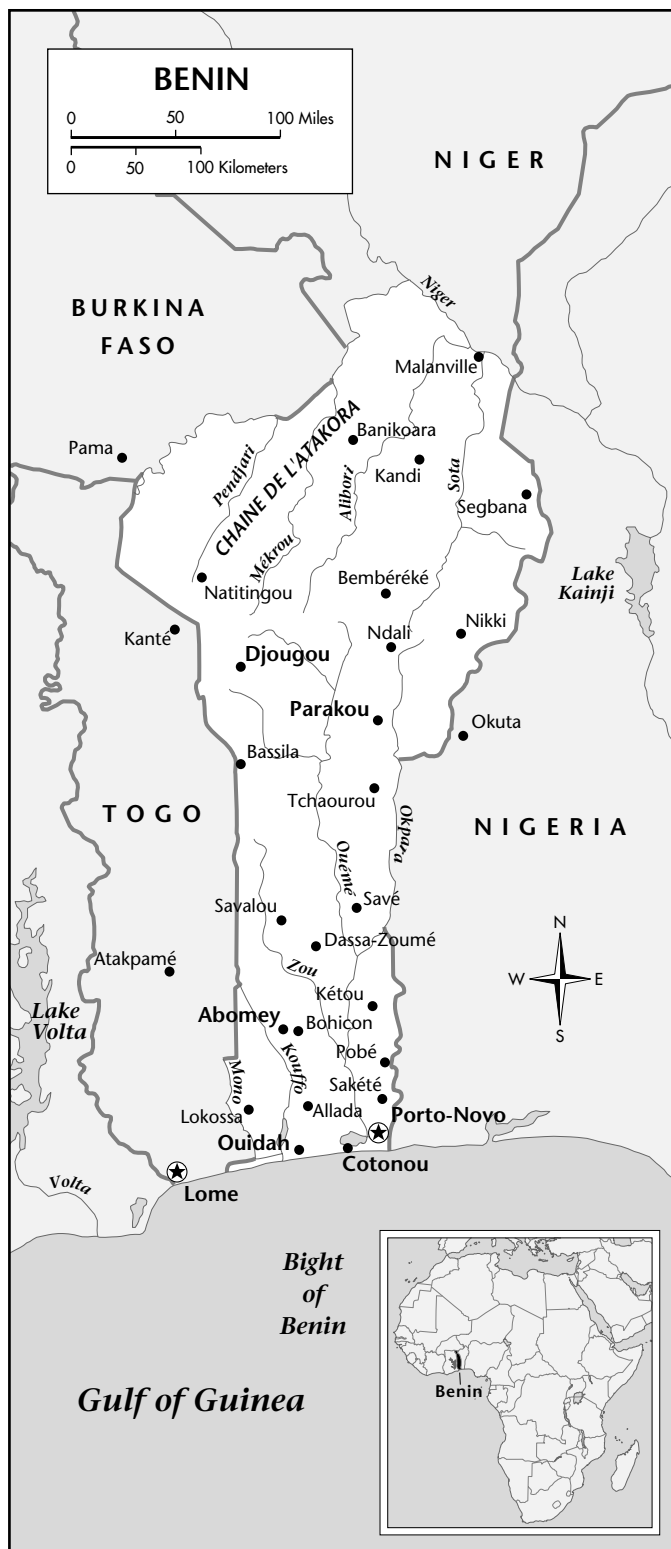 BENIN
0 50 100 Miles
0 50 100 Kilometers
NIGER
Niger
BURKINA
FASO
Malanville
CHAINE DE L'ATAKORA
Banikoara
Pama
Pendjari
Kandi
Alibori
Sota
Segbana
Mékrou
Natitingou
Bembéréké
Lake
Kainji
Kanté
Nikki
Ndali
Djougou
Parakou
Okuta
Bassila
Tchaourou
Okpara
TOGO
NIGERIA
Ouémé
Savé
Savalou
Dassa-Zoumé
N
W E
S
Atakpamé
Zou
Kétou
Lake
Volta
Abomey
Bohicon
Kouffo
Pobé
Mono
Sakété
Lokossa
Allada
Porto-Novo
Ouidah
Cotonou
Volta
Lome
Bight
of
Benin
Gulf of Guinea
Benin